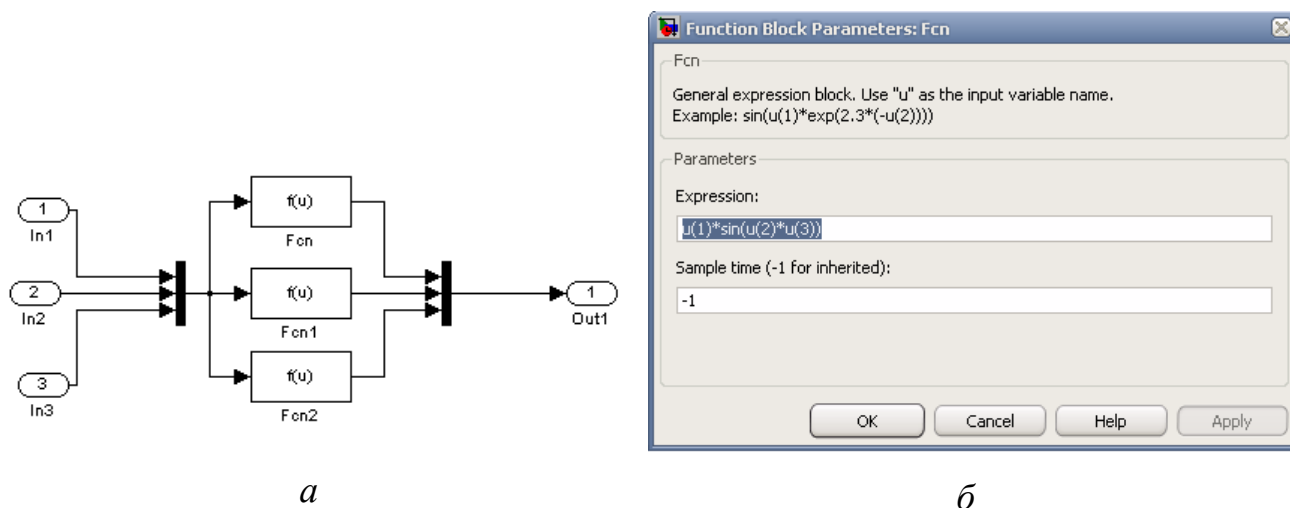 1
In1
2
In2
3
In3
f(u)
Fcn
f(u)
Fcn1
f(u)
Fcn2
1
Out1
а
Function Block Parameters: Fcn
Fcn
General expression block. Use "u" as the input variable name.
Example: sin(u(1)*exp(2.3*(-u(2))))
Parameters
Expression:
u(1)*sin(u(2)*u(3))
Sample time (-1 for inherited):
-1
OK Cancel Help Apply
б